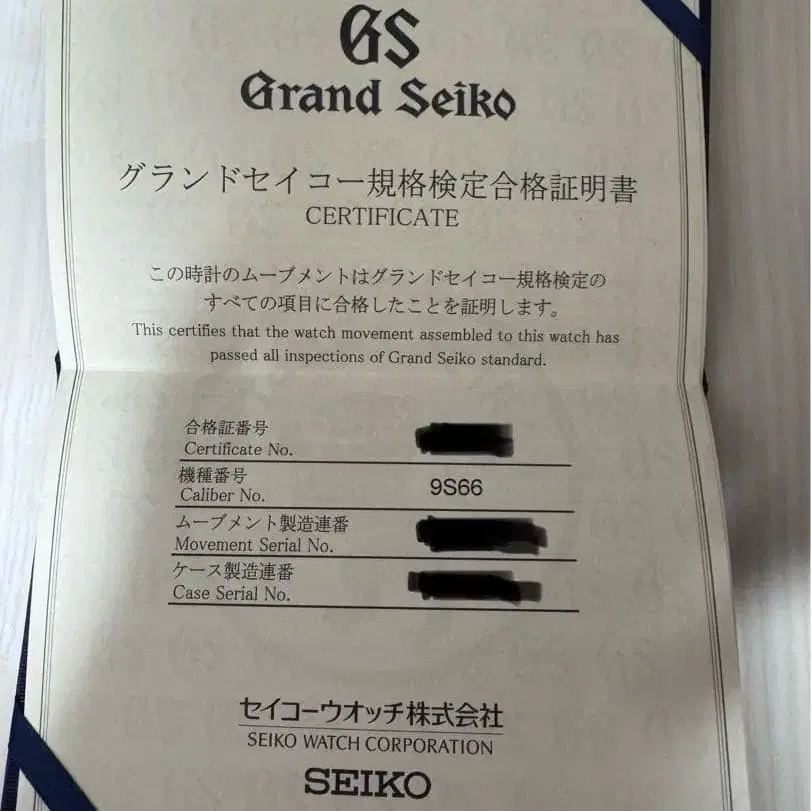 GS
Grand Seiko
グランドセイコー規格検定合格証明書
CERTIFICATE
この時計のムーブメントはグランドセイコー規格検定の
すべての項目に合格したことを証明します。
This certifies that the watch movement assembled to this watch has
passed all inspections of Grand Seiko standard.
合格証番号
Certificate No.
機種番号
Caliber No.
9S66
ムーブメント製造連番
Movement Serial No.
ケース製造連番
Case Serial No.
セイコーウオッチ株式会社
SEIKO WATCH CORPORATION
SEIKO